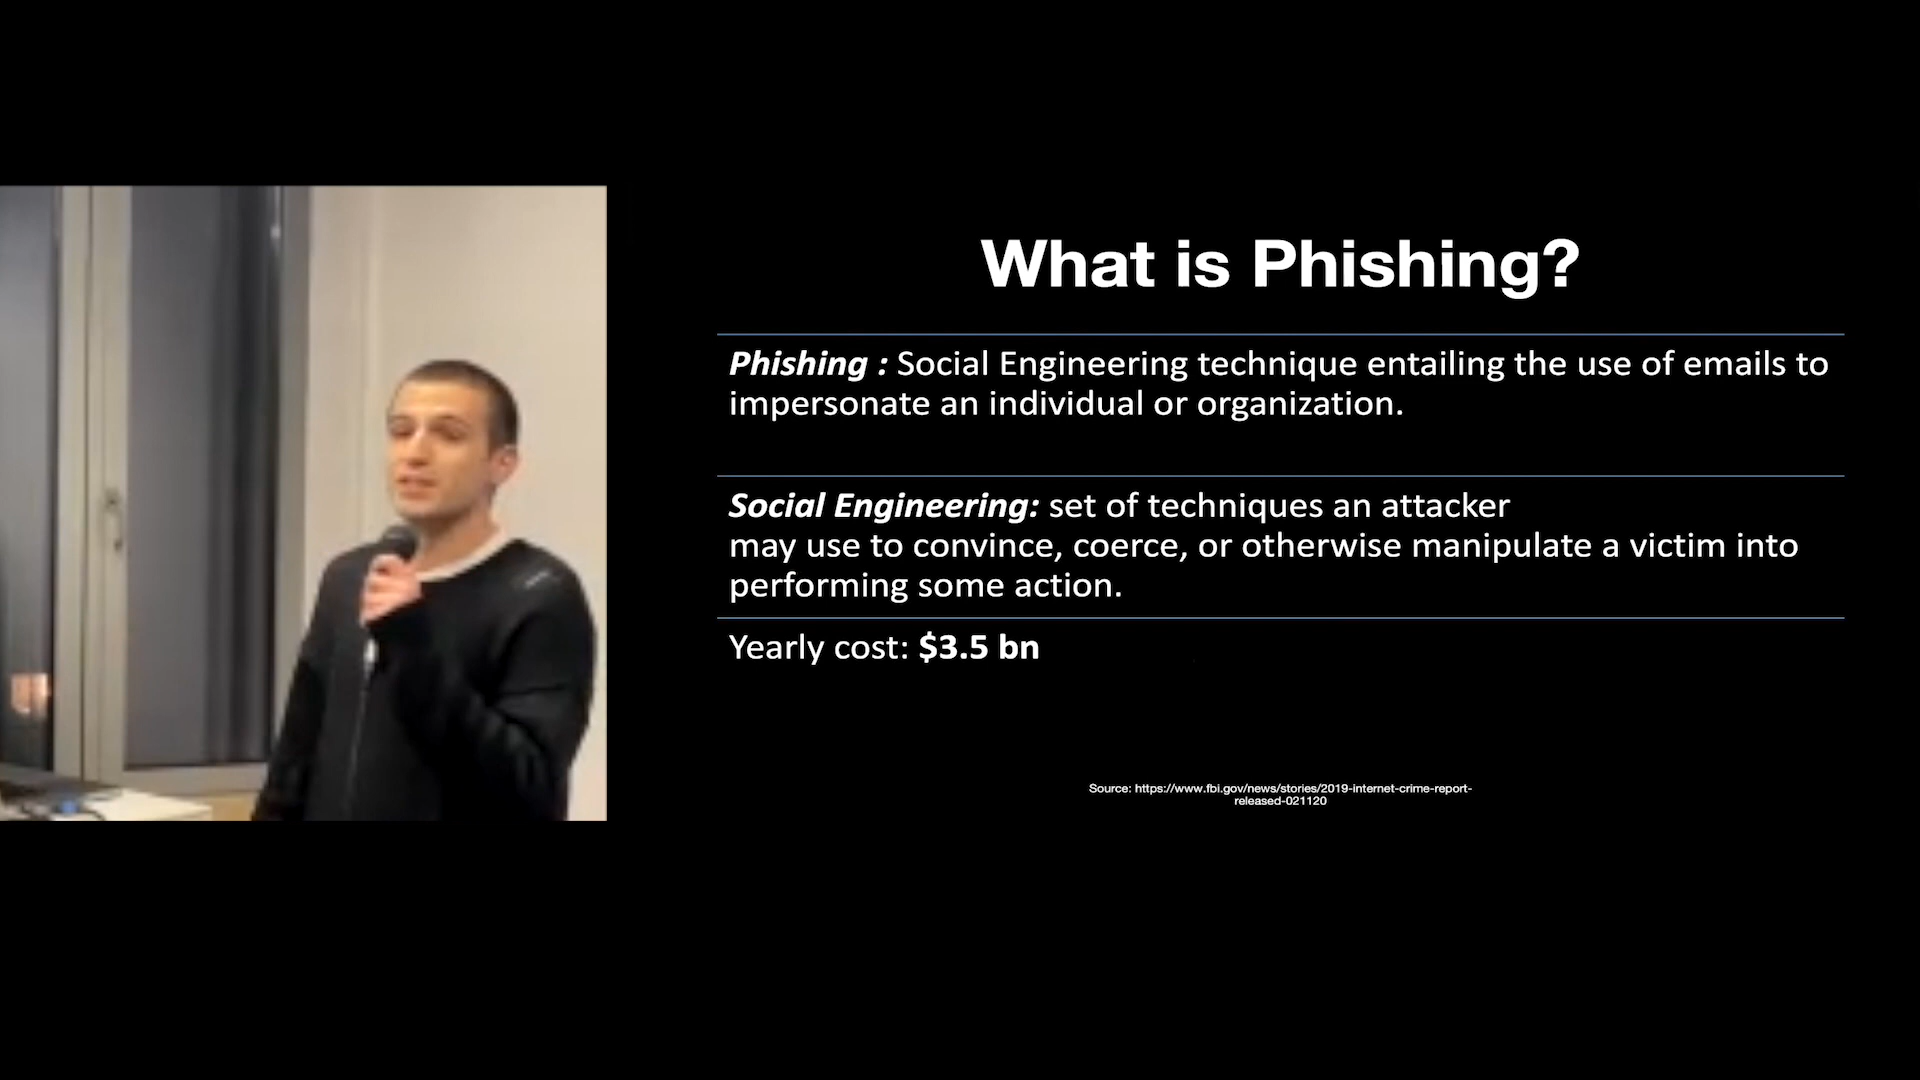 What is Phishing?
Phishing : Social Engineering technique entailing the use of emails to
impersonate an individual or organization.
Social Engineering: set of techniques an attacker
may use to convince, coerce, or otherwise manipulate a victim into
performing some action.
Yearly cost: $3.5 bn
Source: https://www.fbi.gov/news/stories/2019-internet-crime-report-
released-021120